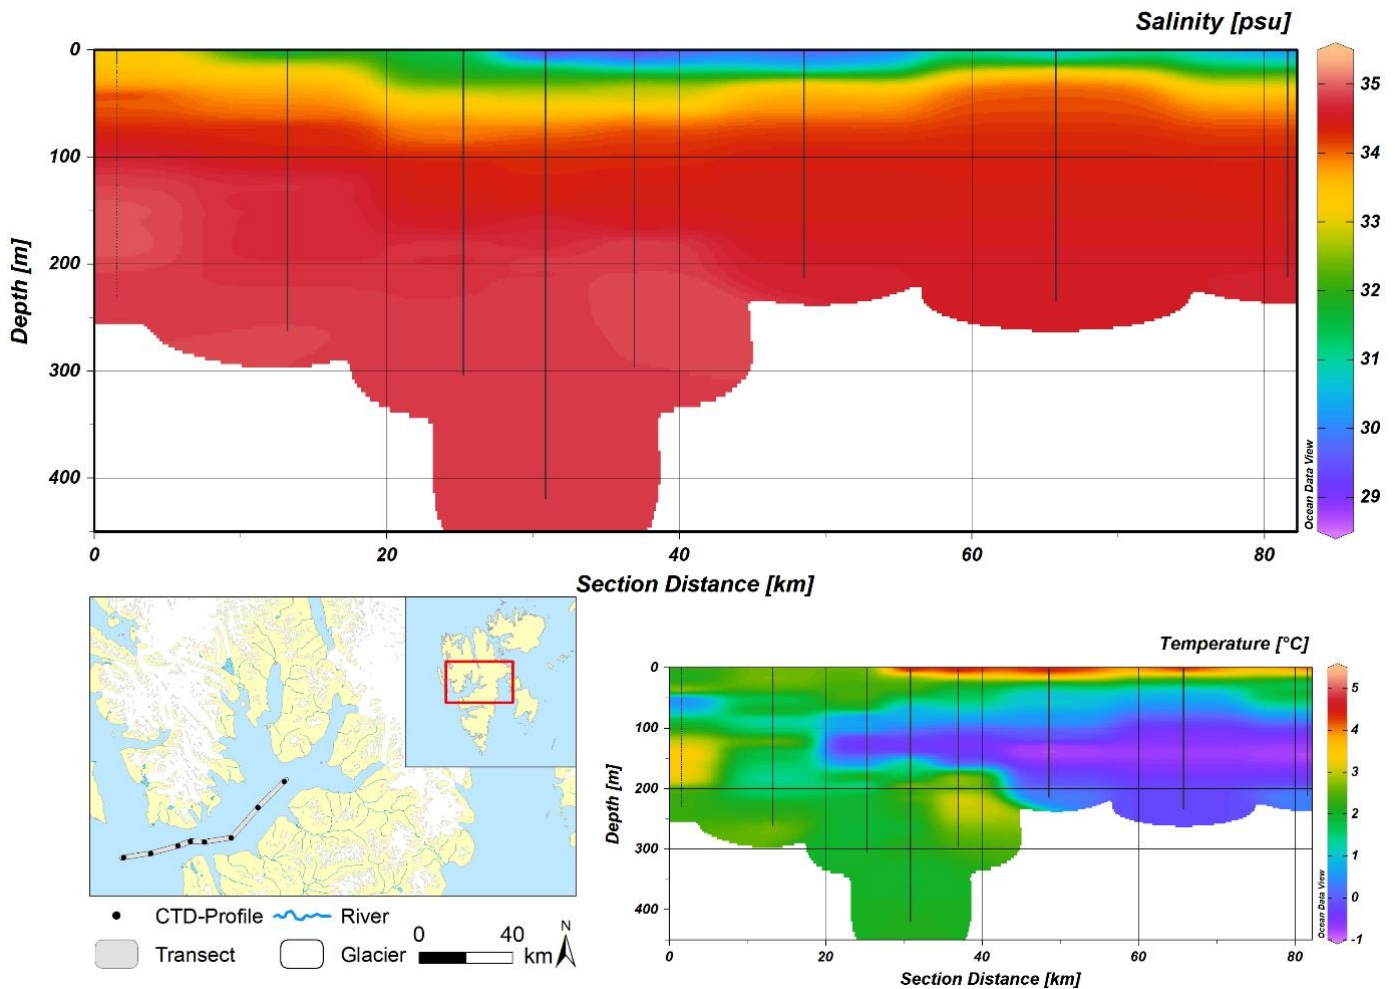 Salinity [psu]
0
100
200
300
400
Depth [m]
0
20
40
60
80
Section Distance [km]
35
34
33
32
31
30
29
Ocean Data View
CTD-Profile
River
Transect
Glacier
0
40
km
N
Temperature [°C]
0
100
200
300
400
Depth [m]
0
20
40
60
80
Section Distance [km]
5
4
3
2
1
0
-1
Ocean Data View